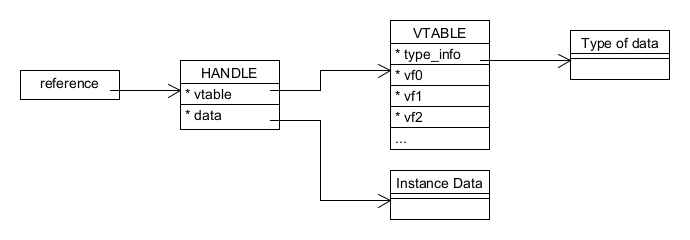 reference
HANDLE
* vtable
* data
VTABLE
* type_info
* vf0
* vf1
* vf2
...
Type of data
Instance Data